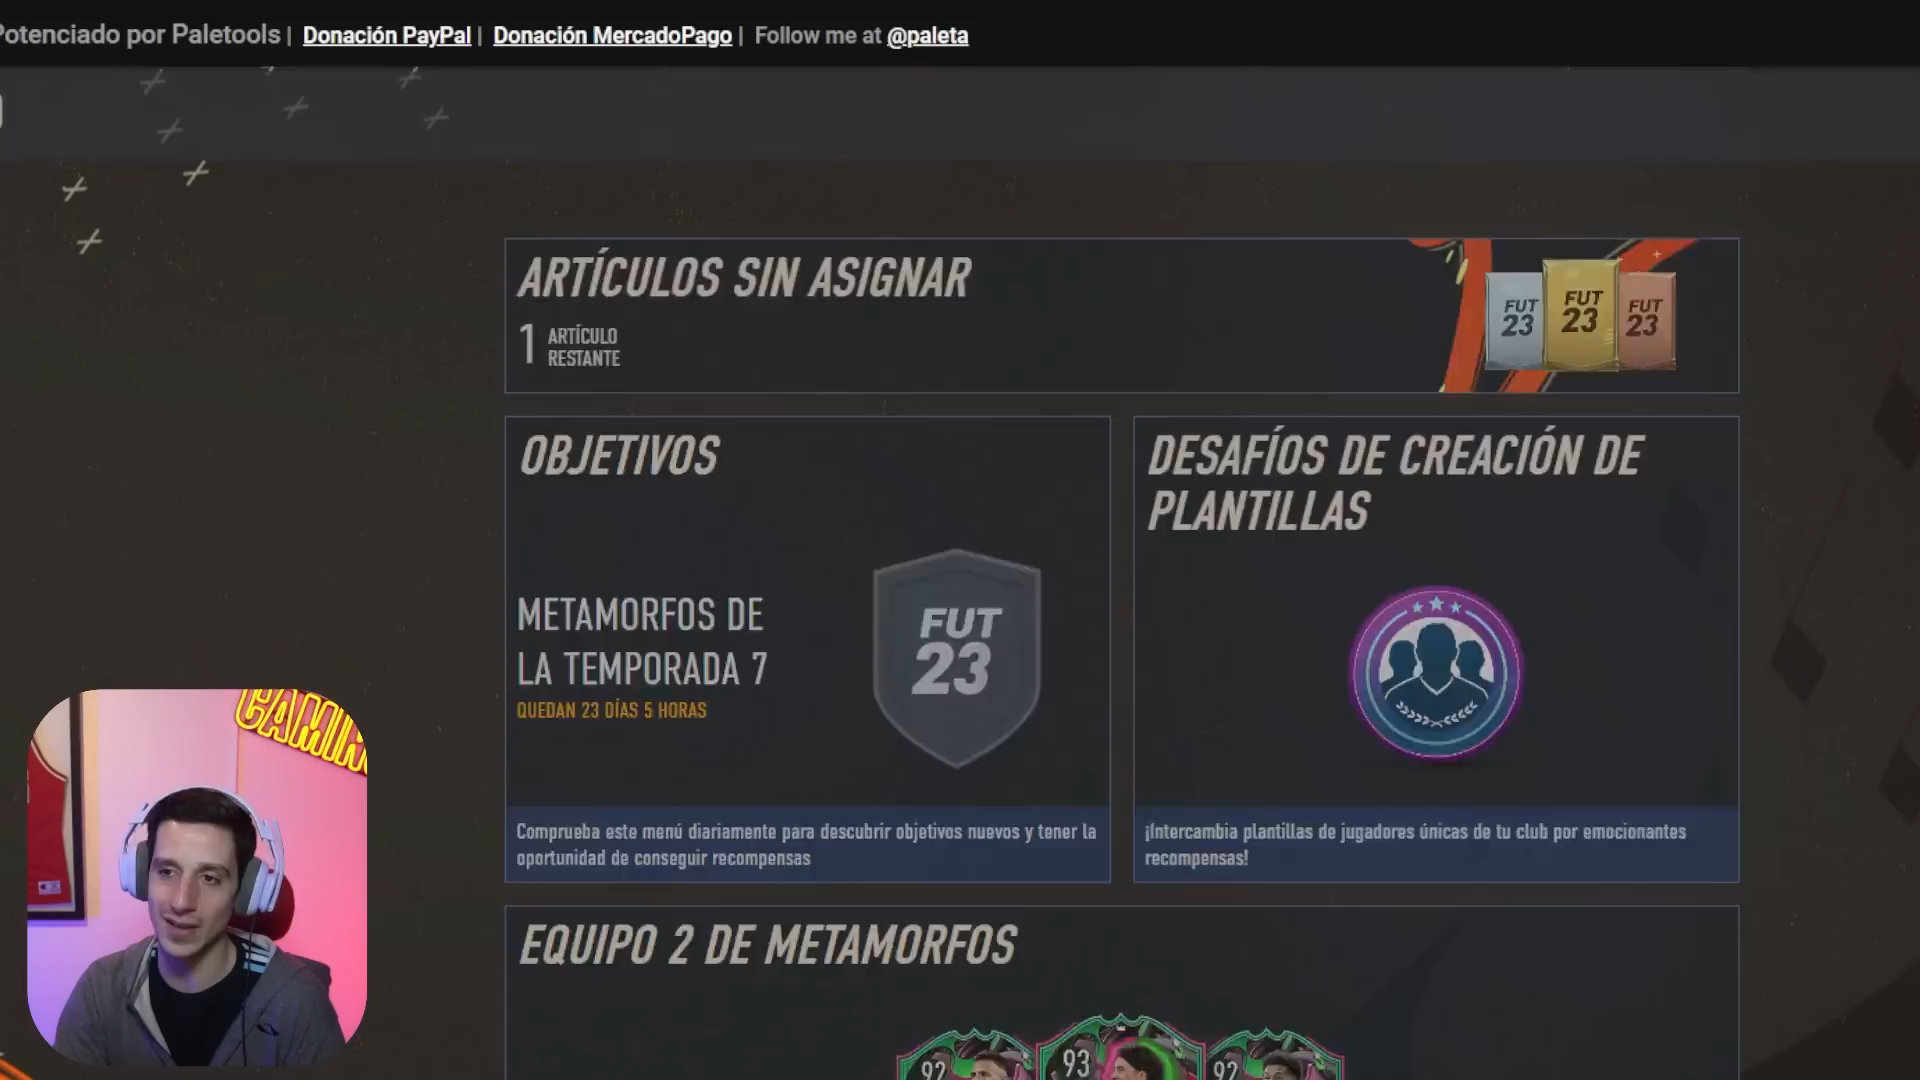 Potenciado por Paletools | Donación PayPal | Donación MercadoPago | Follow me at @paleta
ARTÍCULOS SIN ASIGNAR
1 ARTÍCULO
RESTANTE
FUT
23
FUT
23
FUT
23
OBJETIVOS
METAMORFOS DE
LA TEMPORADA 7
QUEDAN 23 DÍAS 5 HORAS
FUT
23
Comprueba este menú diariamente para descubrir objetivos nuevos y tener la
oportunidad de conseguir recompensas
DESAFÍOS DE CREACIÓN DE
PLANTILLAS
¡Intercambia plantillas de jugadores únicas de tu club por emocionantes
recompensas!
EQUIPO 2 DE METAMORFOS
92
93
92